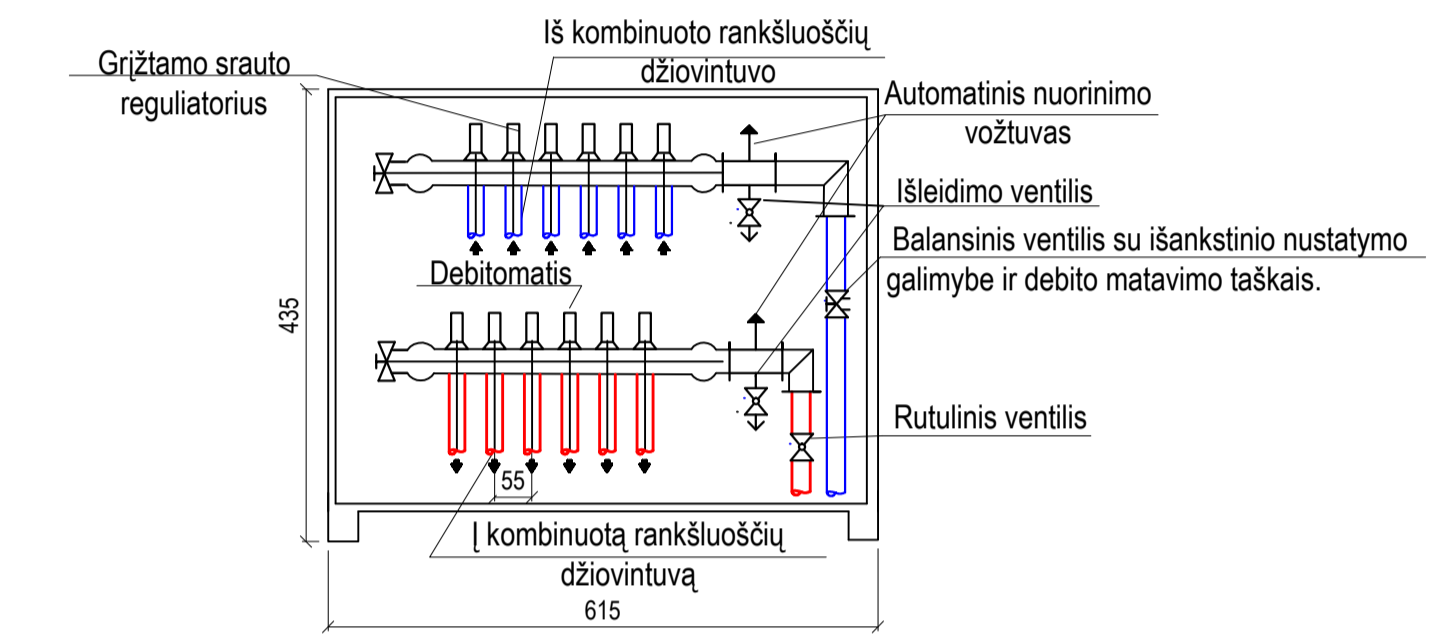 Iš kombinuoto rankšluoščių
džiovintuvo
Grįžtamo srauto
reguliatorius
Automatinis nuorinimo
vožtuvas
Išleidimo ventilis
Balansinis ventilis su išankstinio nustatymo
galimybe ir debito matavimo taškais.
Debitomatis
435
Rutulinis ventilis
55
Į kombinuotą rankšluoščių
džiovintuvą
615